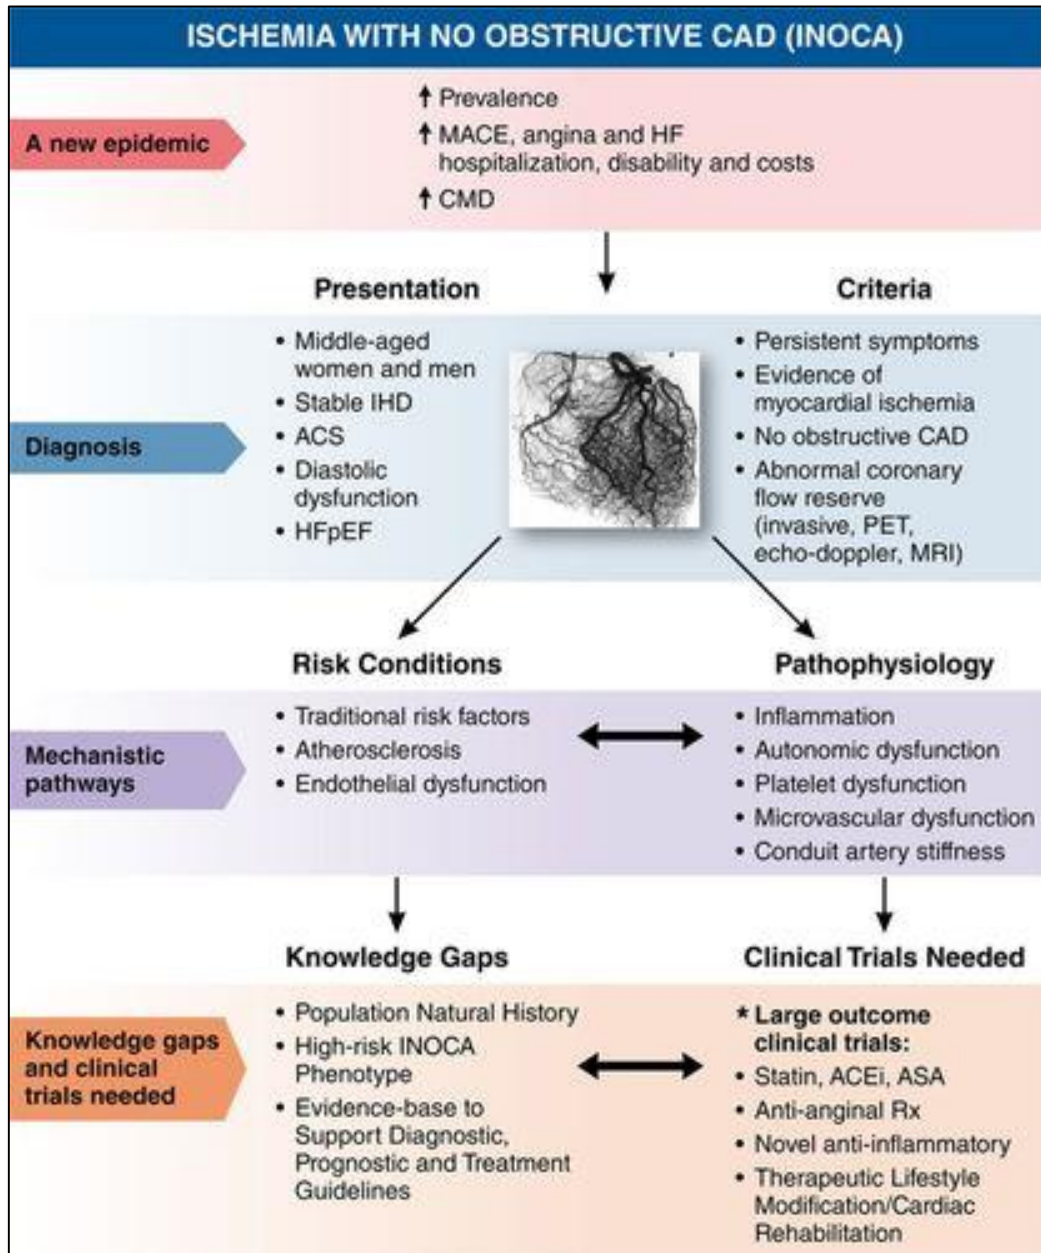 ISCHEMIA WITH NO OBSTRUCTIVE CAD (INOCA)
A new epidemic
↑ Prevalence
↑ MACE, angina and HF
hospitalization, disability and costs
↑ CMD
Diagnosis
Presentation
• Middle-aged
women and men
• Stable IHD
• ACS
• Diastolic
dysfunction
• HFpEF
Criteria
• Persistent symptoms
• Evidence of
myocardial ischemia
• No obstructive CAD
• Abnormal coronary
flow reserve
(invasive, PET,
echo-doppler, MRI)
Mechanistic
pathways
Risk Conditions
• Traditional risk factors
• Atherosclerosis
• Endothelial dysfunction
Pathophysiology
• Inflammation
• Autonomic dysfunction
• Platelet dysfunction
• Microvascular dysfunction
• Conduit artery stiffness
Knowledge gaps
and clinical
trials needed
Knowledge Gaps
• Population Natural History
• High-risk INOCA
Phenotype
• Evidence-base to
Support Diagnostic,
Prognostic and Treatment
Guidelines
Clinical Trials Needed
* Large outcome
clinical trials:
• Statin, ACEi, ASA
• Anti-anginal Rx
• Novel anti-inflammatory
• Therapeutic Lifestyle
Modification/Cardiac
Rehabilitation